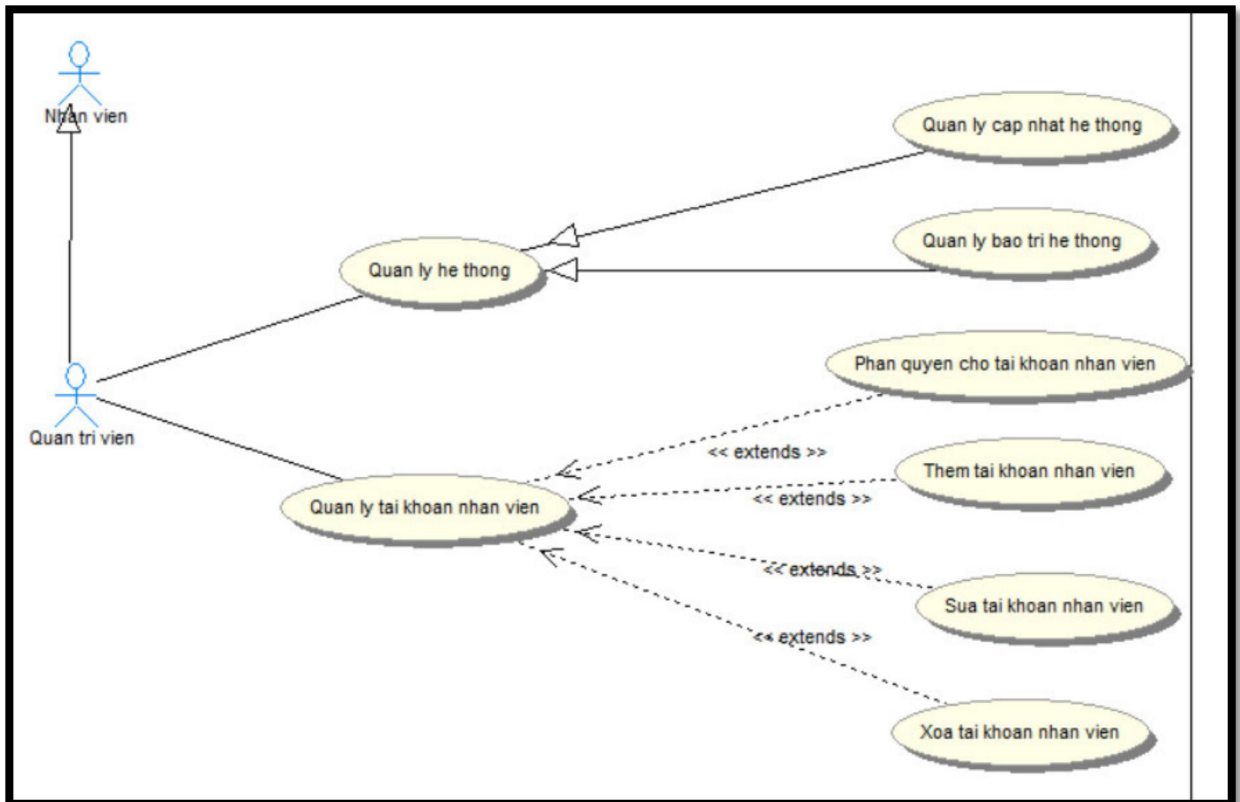 Nhan vien
Quan ly cap nhat he thong
Quan ly bao tri he thong
Quan ly he thong
Phan quyen cho tai khoan nhan vien
Quan tri vien
<< extends >>
Them tai khoan nhan vien
<< extends >>
Quan ly tai khoan nhan vien
<< extends >>
Sua tai khoan nhan vien
<< extends >>
Xoa tai khoan nhan vien